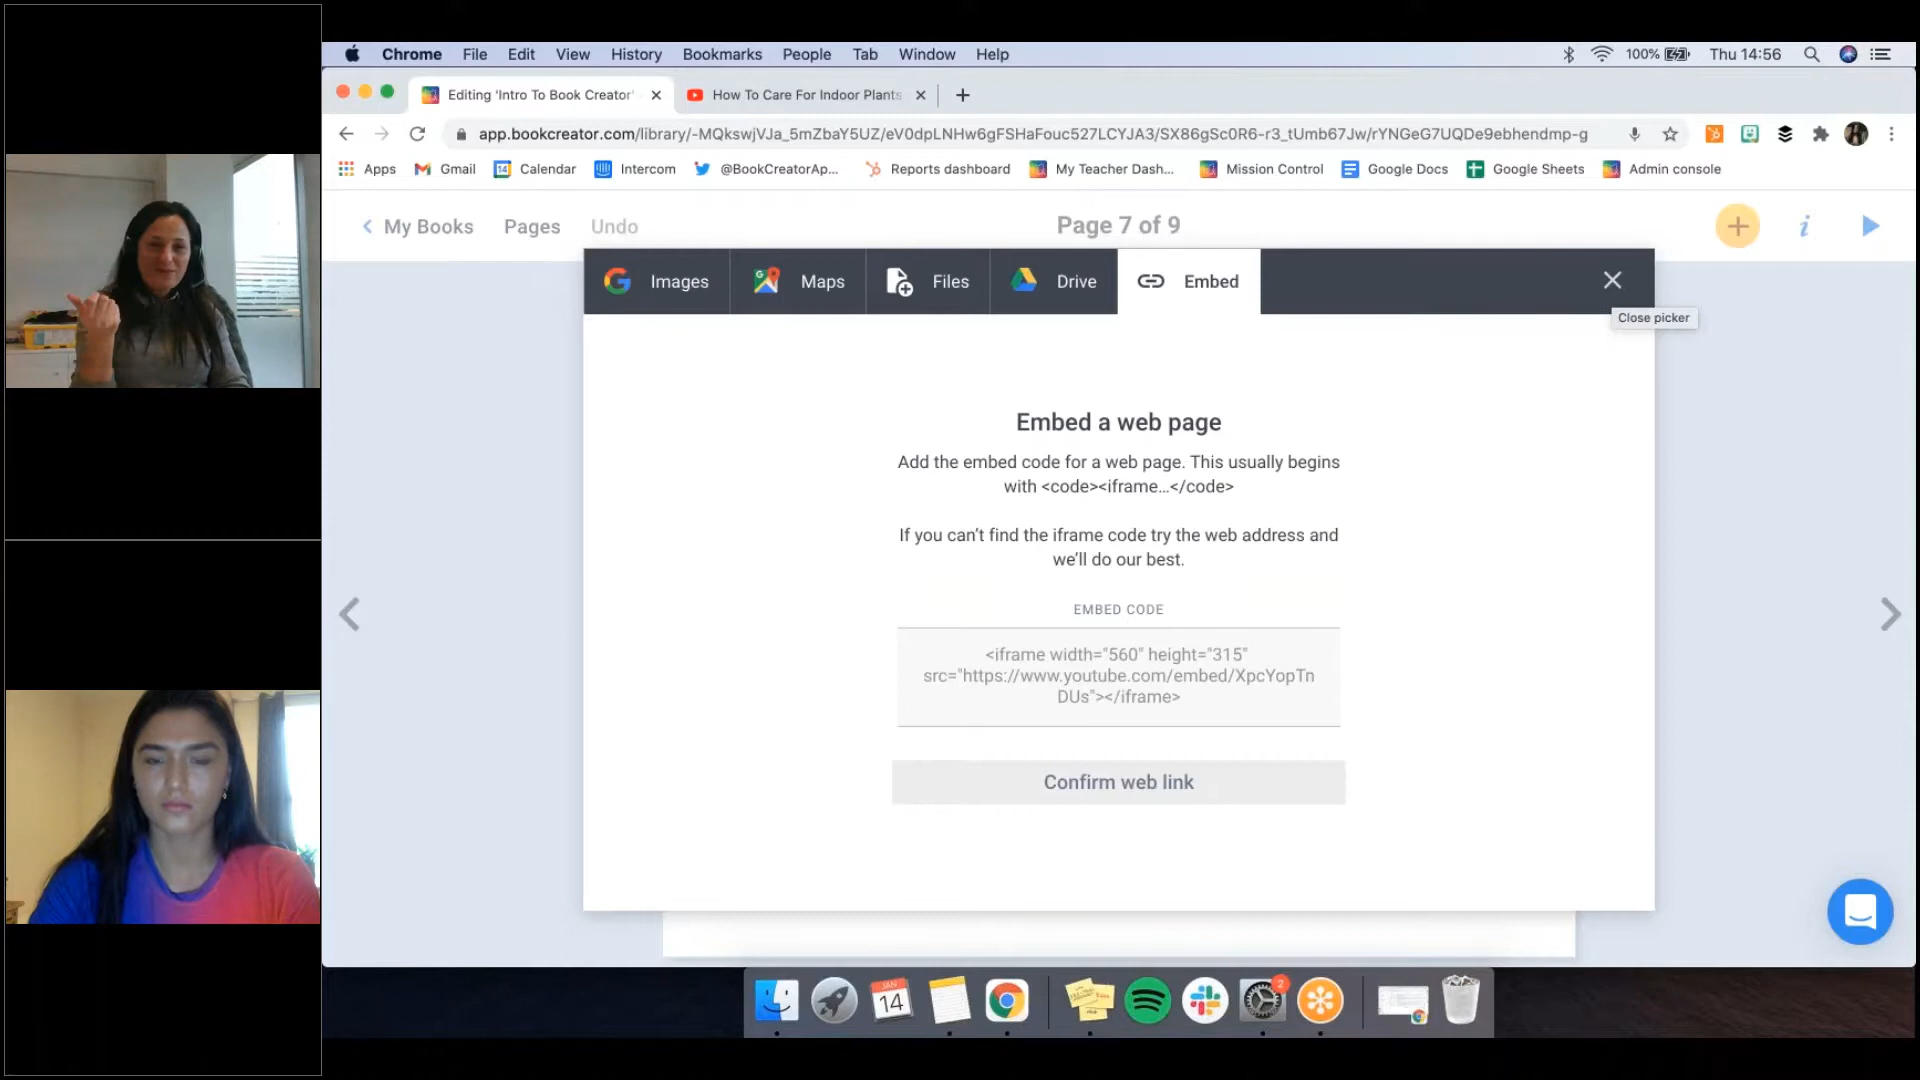 Chrome File Edit View History Bookmarks People Tab Window Help 100% Thu 14:56
Editing 'Intro To Book Creator' How To Care For Indoor Plants
app.bookcreator.com/library/-MQkswjVJa_5mZbaY5UZ/eV0dpLNHw6gFSHaFouc527LCYJA3/SX86gSc0R6-r3_tUmb67Jw/rYNGeG7UQDe9ebhendmp-g
Apps Gmail Calendar Intercom @BookCreatorAp... Reports dashboard My Teacher Dash... Mission Control Google Docs Google Sheets Admin console
My Books Pages Undo Page 7 of 9
Images Maps Files Drive Embed
Close picker
Embed a web page
Add the embed code for a web page. This usually begins
with <code><iframe...</code>
If you can't find the iframe code try the web address and
we'll do our best.
EMBED CODE
<iframe width="560" height="315"
src="https://www.youtube.com/embed/XpcYopTn
DUs"></iframe>
Confirm web link
JAN
14
2